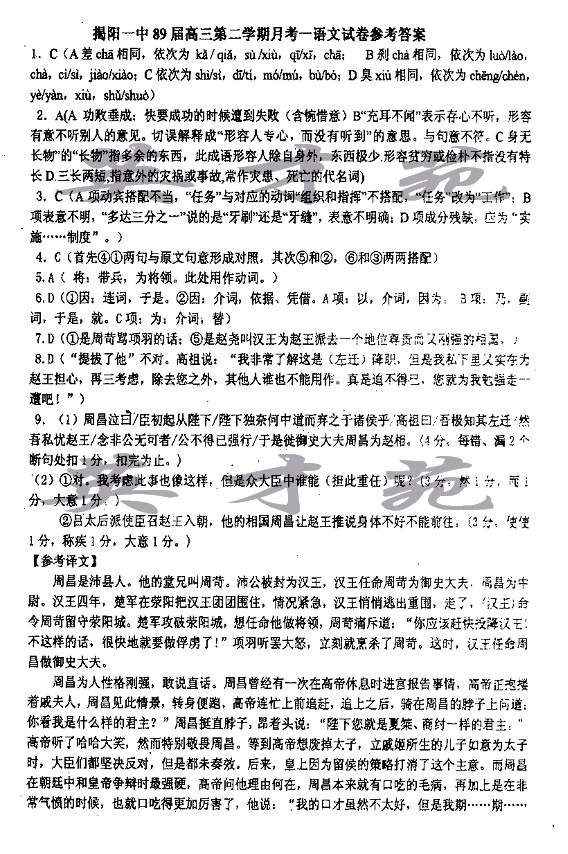 揭阳一中89届高三第二学期月考一语文试卷参考答案
1. C（A差chā相同，依次为 kǎ / qiǎ，sù /xiù，qī/xī，chā； B刹chà相同，依次为luò/lào，
chà，cì/sì，jiào/xiào；C依次为shì/sì，dī/tí，mó/mú，bù/bó；D臭xiù相同，依次为chēng/chén，
yè/yàn，xiù，shǔ/shuò）
2. A(A 功败垂成：快要成功的时候遭到失败（含惋惜意）B“充耳不闻”表示存心不听，形容
有意不听别人的意见。切误解释成“形容人专心，而没有听到”的意思。与句意不符。C身无
长物”的“长物”指多余的东西，此成语形容人除自身外，东西极少.形容贫穷或俭朴不指没有特
长 D.三长两短,指意外的灾祸或事故,常作灾患、死亡的代名词)
3. C（A项动宾搭配不当，“任务”与对应的动词“组织和指挥”不搭配，“任务”改为“工作”；B
项表意不明，“多达三分之一”说的是“牙刷”还是“牙缝”，表意不明确；D项成分残缺，应为“实
施……制度”。）
4. C（首先④①两句与原文句意形成对照，其次⑤和②，⑥和③两两搭配）
5. A（ 将：带兵，为将领。此处用作动词。）
6. D（①因：连词，于是。②因：介词，依据、凭借。A项：以，介词，因为； B项：乃，副
词，于是，就。C项：为：介词；替）
7. D（①是周苛骂项羽的话；⑤是赵尧叫汉王为赵王派去一个地位尊贵而又刚强的相国。）
8. D（“提拔了他”不对。高祖说：“我非常了解这是（左迁）降职，但是我私下里又实在为
赵王担心，再三考虑，除去您之外，其他人谁也不能用作。真是迫不得已，您就为我勉强走一
遭吧！”）
9.（1）周昌泣曰/臣初起从陛下/陛下独奈何中道而弃之于诸侯乎/高祖曰/吾极知其左迁/然
吾私忧赵王/念非公无可者/公不得已强行/于是徙御史大夫周昌为赵相。（4分。每错、漏2个
断句处扣1分，扣完为止。）
（2）①对。我考虑此事也像这样，但是众大臣中谁能（担此重任）呢？（3分：然1分，而1
分，大意1分。）
②吕太后派使臣召赵王入朝，他的相国周昌让赵王推说身体不好不能前往。（3分：使使
1分，称疾1分，大意1分。）
【参考译文】
周昌是沛县人。他的堂兄叫周苛。沛公被封为汉王，汉王任命周苛为御史大夫，周昌为中
尉。汉王四年，楚军在荥阳把汉王团团围住，情况紧急，汉王悄悄逃出重围，走了，（汉王）命
令周苛留守荥阳城。楚军攻破荥阳城，想任命他做将领，周苛痛斥道：“你应该赶快投降汉王！
不这样的话，很快地就要做俘虏了！”项羽听罢大怒，立刻就烹杀了周苛。这时，汉王任命周
昌做御史大夫。
周昌为人性格刚强，敢说直话。周昌曾经有一次在高帝休息时进宫报告事情，高帝正抱搂
着戚夫人，周昌见此情景，转身便跑，高帝连忙上前追赶，追上之后，骑在周昌的脖子上问道：
“你看我是什么样的君主？”周昌挺直脖子，昂着头说：“陛下您就是夏桀、商纣一样的君主。”
高帝听了哈哈大笑，然而特别敬畏周昌。等到高帝想废掉太子，立戚姬所生的儿子如意为太子
时，大臣们都坚决反对，但是都未奏效。后来，皇上因为留侯的策略打消了这个主意。而周昌
在朝廷中和皇帝争辩时最强硬，高帝问他理由何在，周昌本来就有口吃的毛病，再加上是在非
常气愤的时候，也就口吃得更加厉害了，他说：“我的口才虽然不太好，但是我期……期……
英才苑
英才苑